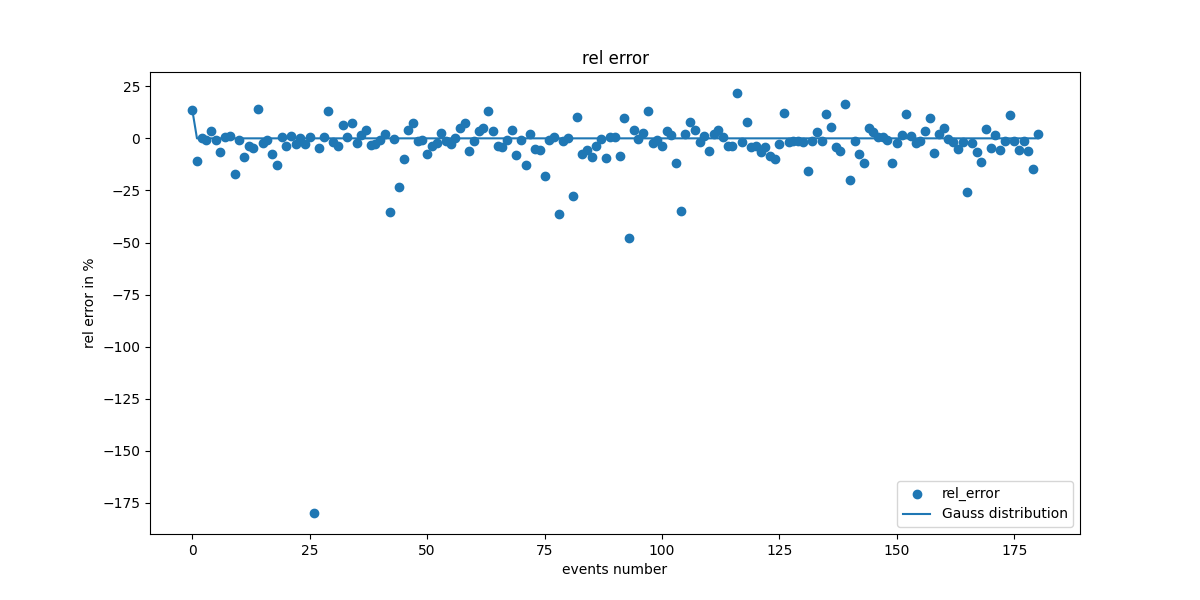 rel error
25
0
−25
−50
−75
−100
−125
−150
−175
rel error in %
rel_error
Gauss distribution
0 25 50 75 100 125 150 175
events number